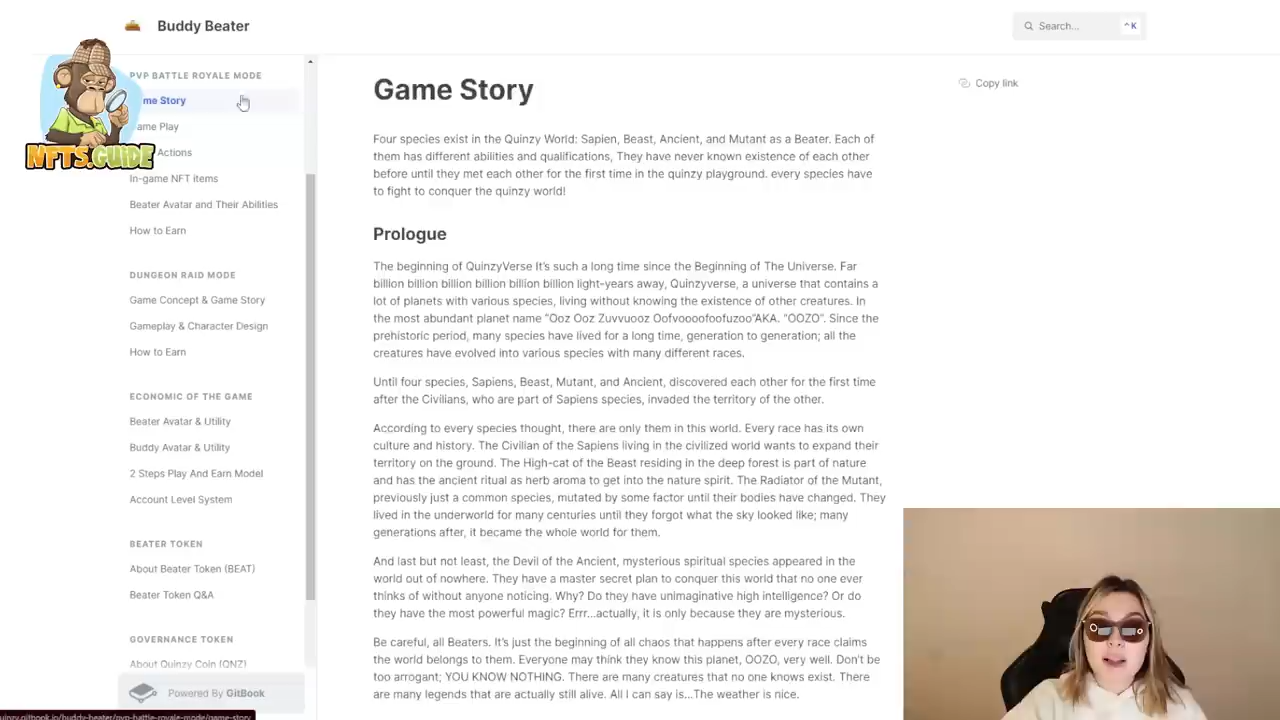 Buddy Beater
Search...
^K
PVP BATTLE ROYALE MODE
me Story
ame Play
Actions
In-game NFT items
Beater Avatar and Their Abilities
How to Earn
DUNGEON RAID MODE
Game Concept & Game Story
Gameplay & Character Design
How to Earn
ECONOMIC OF THE GAME
Beater Avatar & Utility
Buddy Avatar & Utility
2 Steps Play And Earn Model
Account Level System
BEATER TOKEN
About Beater Token (BEAT)
Beater Token Q&A
GOVERNANCE TOKEN
About Quinzy Coin (QNZ)
Powered By GitBook
NFTS.GUIDE
Game Story
Copy link
Four species exist in the Quinzy World: Sapien, Beast, Ancient, and Mutant as a Beater. Each of
them has different abilities and qualifications, They have never known existence of each other
before until they met each other for the first time in the quinzy playground. every species have
to fight to conquer the quinzy world!
Prologue
The beginning of QuinzyVerse It's such a long time since the Beginning of The Universe. Far
billion billion billion billion billion billion light-years away, Quinzyverse, a universe that contains a
lot of planets with various species, living without knowing the existence of other creatures. In
the most abundant planet name "Ooz Ooz Zuvvuooz Oofvoooofoofuzoo"AKA. "OOZO". Since the
prehistoric period, many species have lived for a long time, generation to generation; all the
creatures have evolved into various species with many different races.
Until four species, Sapiens, Beast, Mutant, and Ancient, discovered each other for the first time
after the Civilians, who are part of Sapiens species, invaded the territory of the other.
According to every species thought, there are only them in this world. Every race has its own
culture and history. The Civilian of the Sapiens living in the civilized world wants to expand their
territory on the ground. The High-cat of the Beast residing in the deep forest is part of nature
and has the ancient ritual as herb aroma to get into the nature spirit. The Radiator of the Mutant,
previously just a common species, mutated by some factor until their bodies have changed. They
lived in the underworld for many centuries until they forgot what the sky looked like; many
generations after, it became the whole world for them.
And last but not least, the Devil of the Ancient, mysterious spiritual species appeared in the
world out of nowhere. They have a master secret plan to conquer this world that no one ever
thinks of without anyone noticing. Why? Do they have unimaginative high intelligence? Or do
they have the most powerful magic? Errr...actually, it is only because they are mysterious.
Be careful, all Beaters. It's just the beginning of all chaos that happens after every race claims
the world belongs to them. Everyone may think they know this planet, OOZO, very well. Don't be
too arrogant; YOU KNOW NOTHING. There are many creatures that no one knows exist. There
are many legends that are actually still alive. All I can say is...The weather is nice.
uinzy.gitbook.io/buddy-beater/pvp-battle-royale-mode/game-story